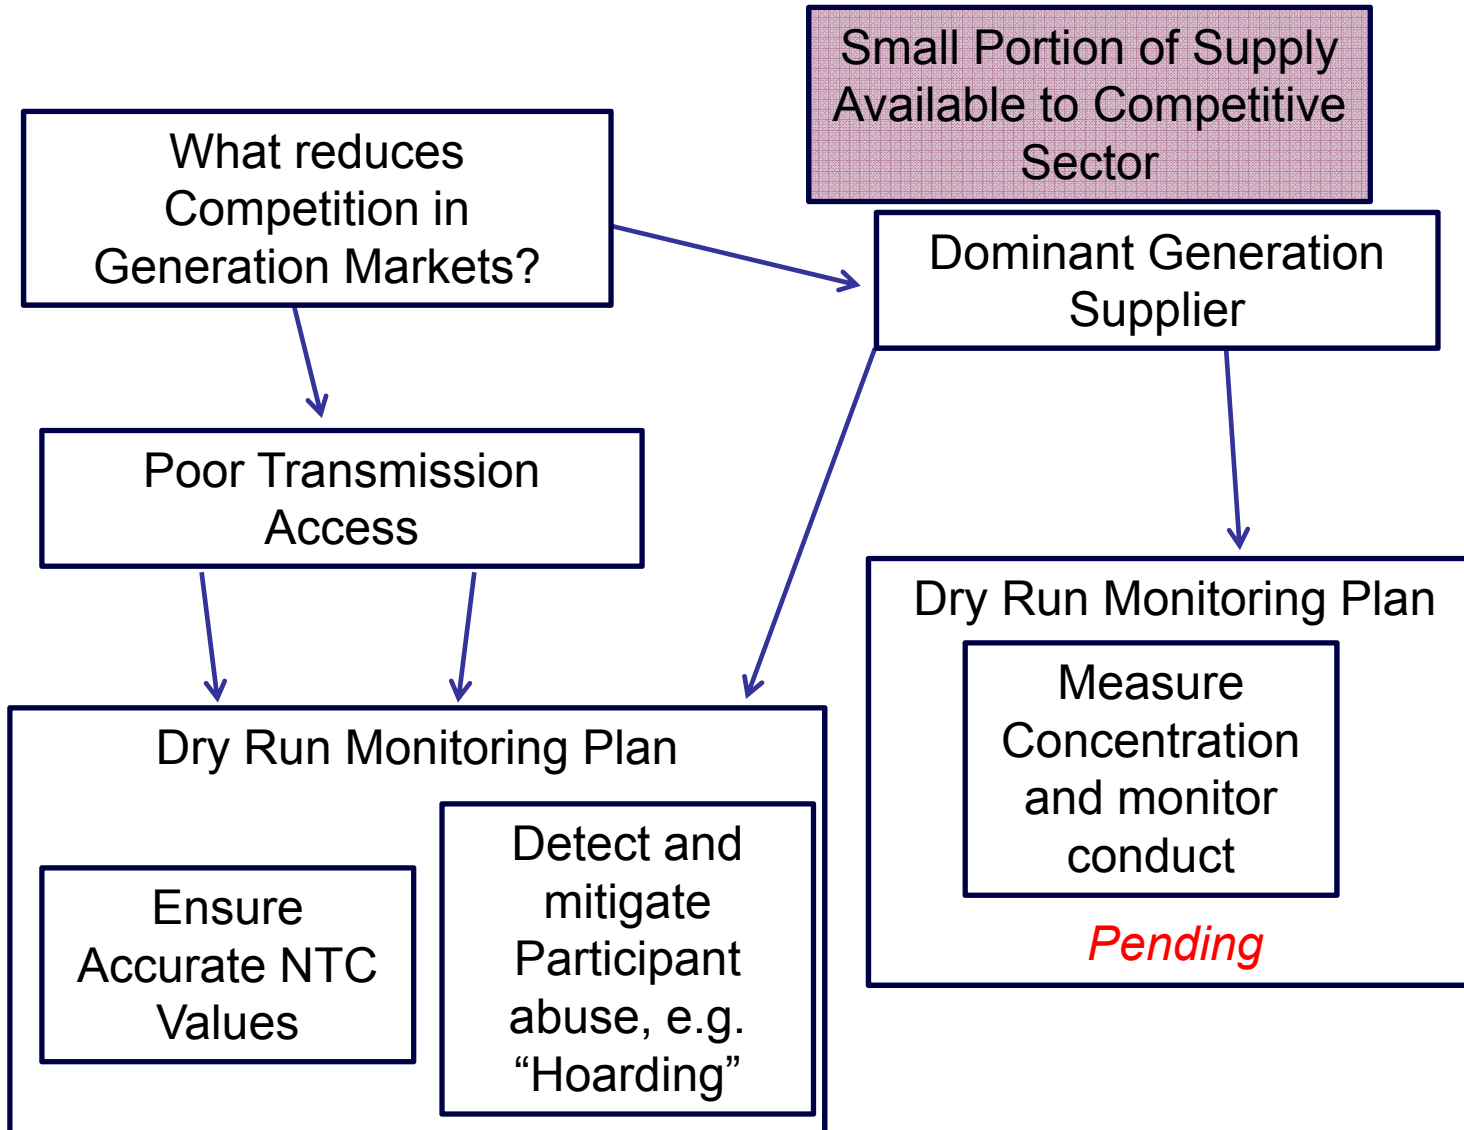 Small Portion of Supply
Available to Competitive
Sector
What reduces
Competition in
Generation Markets?
Dominant Generation
Supplier
Poor Transmission
Access
Dry Run Monitoring Plan
Measure
Concentration
and monitor
conduct
Pending
Dry Run Monitoring Plan
Ensure
Accurate NTC
Values
Detect and
mitigate
Participant
abuse, e.g.
“Hoarding”